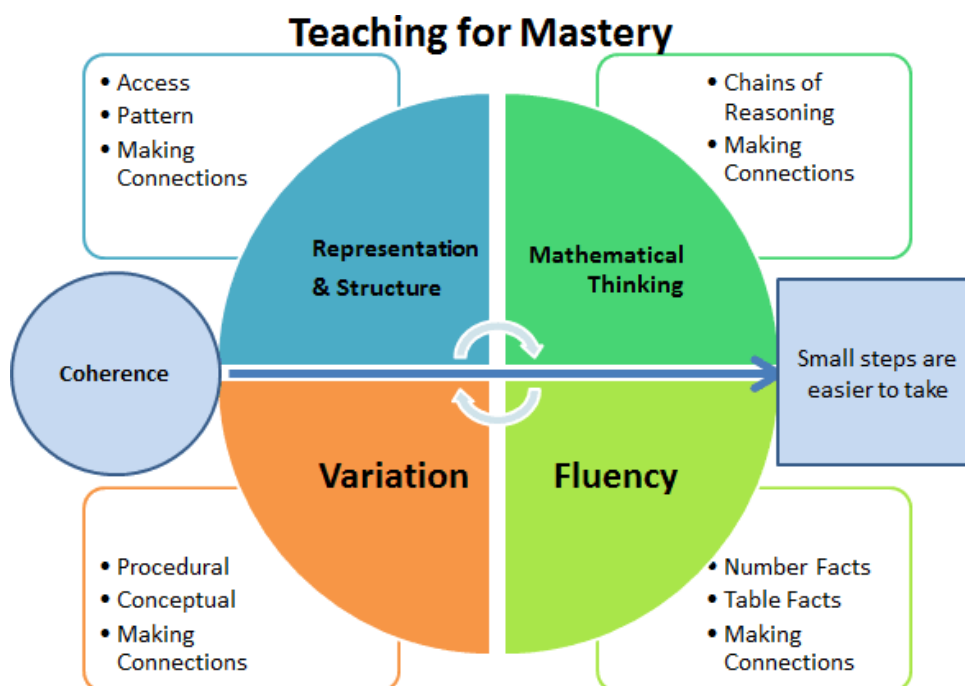 Teaching for Mastery
• Access
• Pattern
• Making
Connections
• Chains of
Reasoning
• Making
Connections
Representation
& Structure
Mathematical
Thinking
Coherence
Small steps are
easier to take
Variation
Fluency
• Procedural
• Conceptual
• Making
Connections
• Number Facts
• Table Facts
• Making
Connections